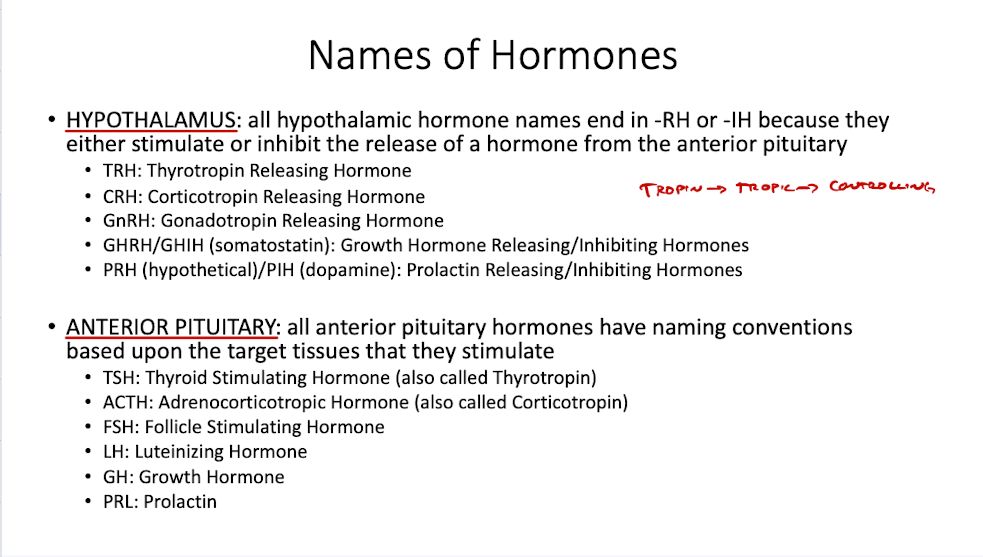 Names of Hormones
• HYPOTHALAMUS: all hypothalamic hormone names end in -RH or -IH because they
either stimulate or inhibit the release of a hormone from the anterior pituitary
• TRH: Thyrotropin Releasing Hormone
• CRH: Corticotropin Releasing Hormone
TROPIN → TROPIC → CONTROLLING
• GnRH: Gonadotropin Releasing Hormone
• GHRH/GHIH (somatostatin): Growth Hormone Releasing/Inhibiting Hormones
• PRH (hypothetical)/PIH (dopamine): Prolactin Releasing/Inhibiting Hormones
• ANTERIOR PITUITARY: all anterior pituitary hormones have naming conventions
based upon the target tissues that they stimulate
• TSH: Thyroid Stimulating Hormone (also called Thyrotropin)
• ACTH: Adrenocorticotropic Hormone (also called Corticotropin)
• FSH: Follicle Stimulating Hormone
• LH: Luteinizing Hormone
• GH: Growth Hormone
• PRL: Prolactin